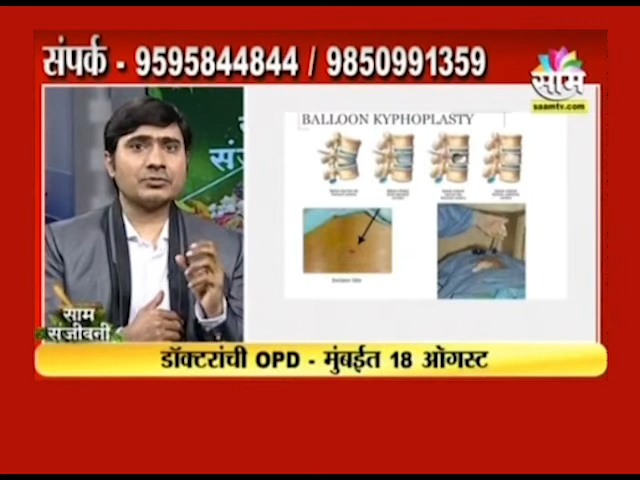 संपर्क - 9595844844 / 9850991359
साम
saamtv.com
BALLOON KYPHOPLASTY
साम
संजीवनी
डॉक्टरांची OPD - मुंबईत 18 ऑगस्ट